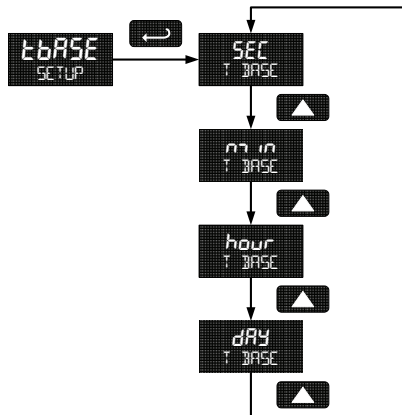 tbASE
SETUP
SEC
T BASE
min
T BASE
hour
T BASE
dAY
T BASE